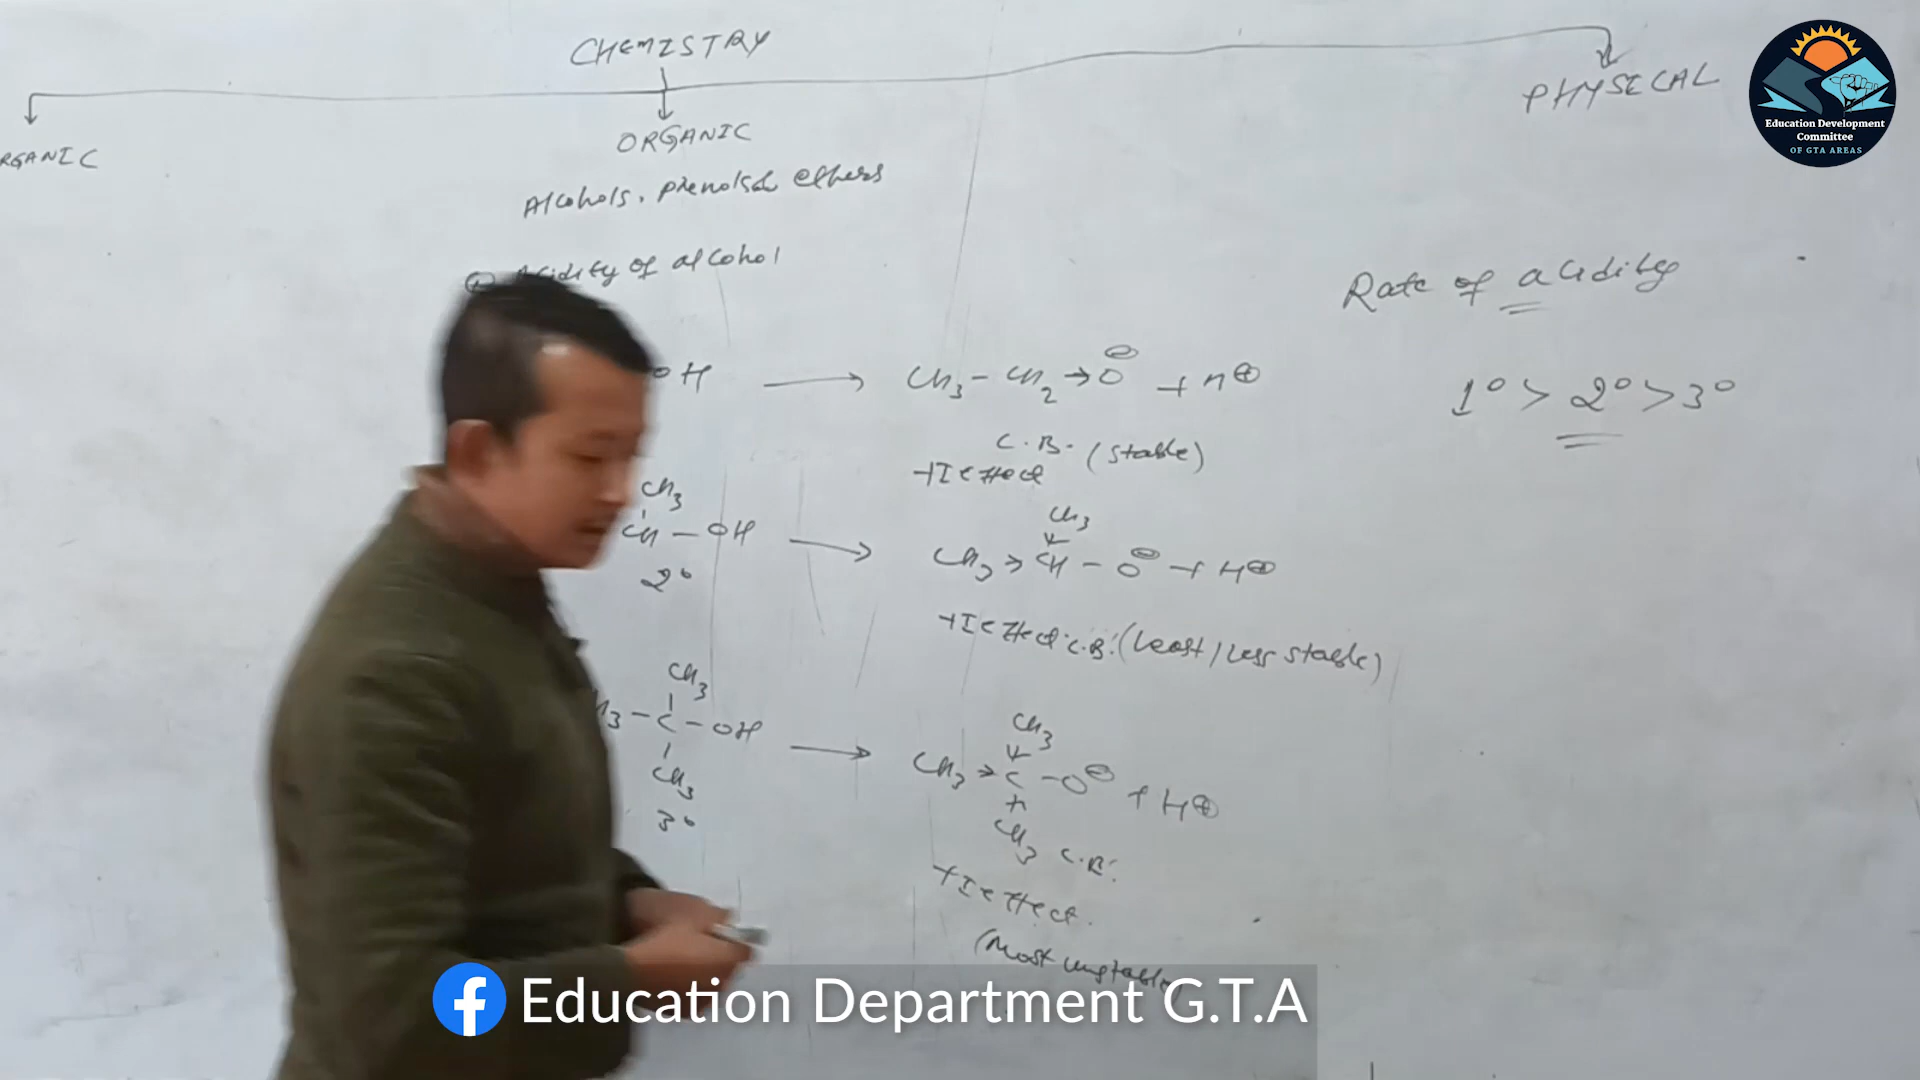 CHEMISTRY
RGANIC
ORGANIC
PHYSICAL
Education Development
Committee
OF GTA AREAS
Alcohols, phenols & ethers
Acidity of alcohol
Rate of acidity
OH → CH3 - CH2 → O⊖ + H⊕
1° > 2° > 3°
C.B. (stable)
+I effect
CH3
CH - OH → CH3 → CH - O⊖ + H⊕
CH3
2°
+I effect C.B. (Least/less stable)
CH3
H3 - C - OH → CH3 → C - O⊖ + H⊕
CH3
CH3
CH3
3°
C.B.
+I effect.
(most unstable)
Education Department G.T.A